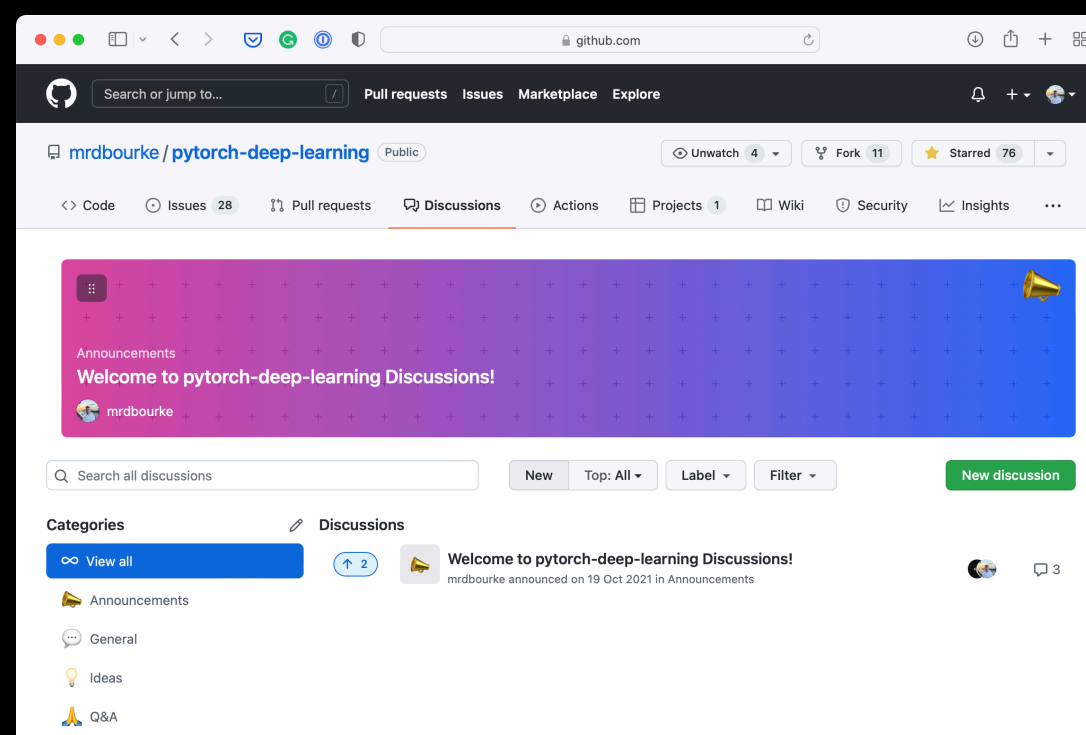 github.com
Search or jump to... /
Pull requests Issues Marketplace Explore
mrdbourke / pytorch-deep-learning Public
Unwatch 4 Fork 11 Starred 76
Code Issues 28 Pull requests Discussions Actions Projects 1 Wiki Security Insights
Announcements
Welcome to pytorch-deep-learning Discussions!
mrdbourke
Search all discussions New Top: All Label Filter New discussion
Categories
View all
Announcements
General
Ideas
Q&A
Discussions
2
Welcome to pytorch-deep-learning Discussions!
mrdbourke announced on 19 Oct 2021 in Announcements
3